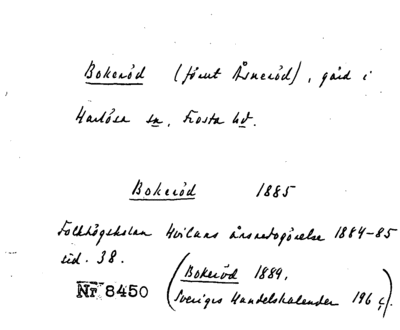 Bokeröd (förut Åsneröd), gård i
Harlösa sn, Frosta hd.
Bokeröd 1885
Folkhögskolan Hvilans årsredogörelse 1884-85
sid. 38.
(Bokeröd 1889,
Nr 8450
Sveriges Handelskalender 196 ç.)